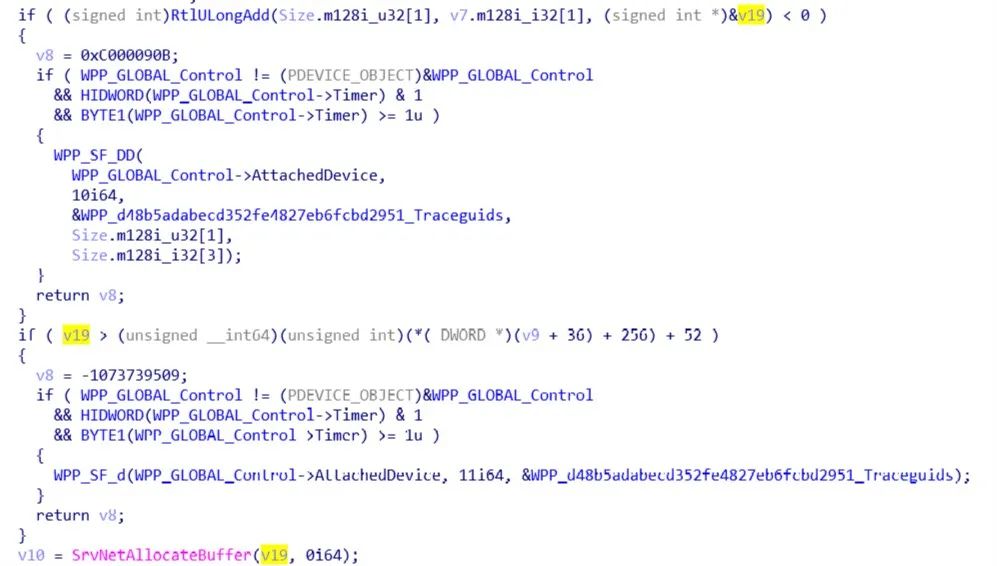 if ( (signed int)RtlULongAdd(Size.m128i_u32[1], v7.m128i_i32[1], (signed int *)&v19) < 0 )
{
v8 = 0xC000090B;
if ( WPP_GLOBAL_Control != (PDEVICE_OBJECT)&WPP_GLOBAL_Control
&& HIDWORD(WPP_GLOBAL_Control->Timer) & 1
&& BYTE1(WPP_GLOBAL_Control->Timer) >= 1u )
{
WPP_SF_DD(
WPP_GLOBAL_Control->AttachedDevice,
10i64,
&WPP_d48b5adabecd352fe4827eb6fcbd2951_Traceguids,
Size.m128i_u32[1],
Size.m128i_i32[3]);
}
return v8;
}
if ( v19 > (unsigned __int64)(unsigned int)(*( DWORD *)(v9 + 36) + 256) + 52 )
{
v8 = -1073739509;
if ( WPP_GLOBAL_Control != (PDEVICE_OBJECT)&WPP_GLOBAL_Control
&& HIDWORD(WPP_GLOBAL_Control->Timer) & 1
&& BYTE1(WPP_GLOBAL_Control >Timer) >= 1u )
{
WPP_SF_d(WPP_GLOBAL_Control->AttachedDevice, 11i64, &WPP_d48b5adabecd352fe4827eb6fcbd2951_Traceguids);
}
return v8;
}
v10 = SrvNetAllocateBuffer(v19, 0i64);